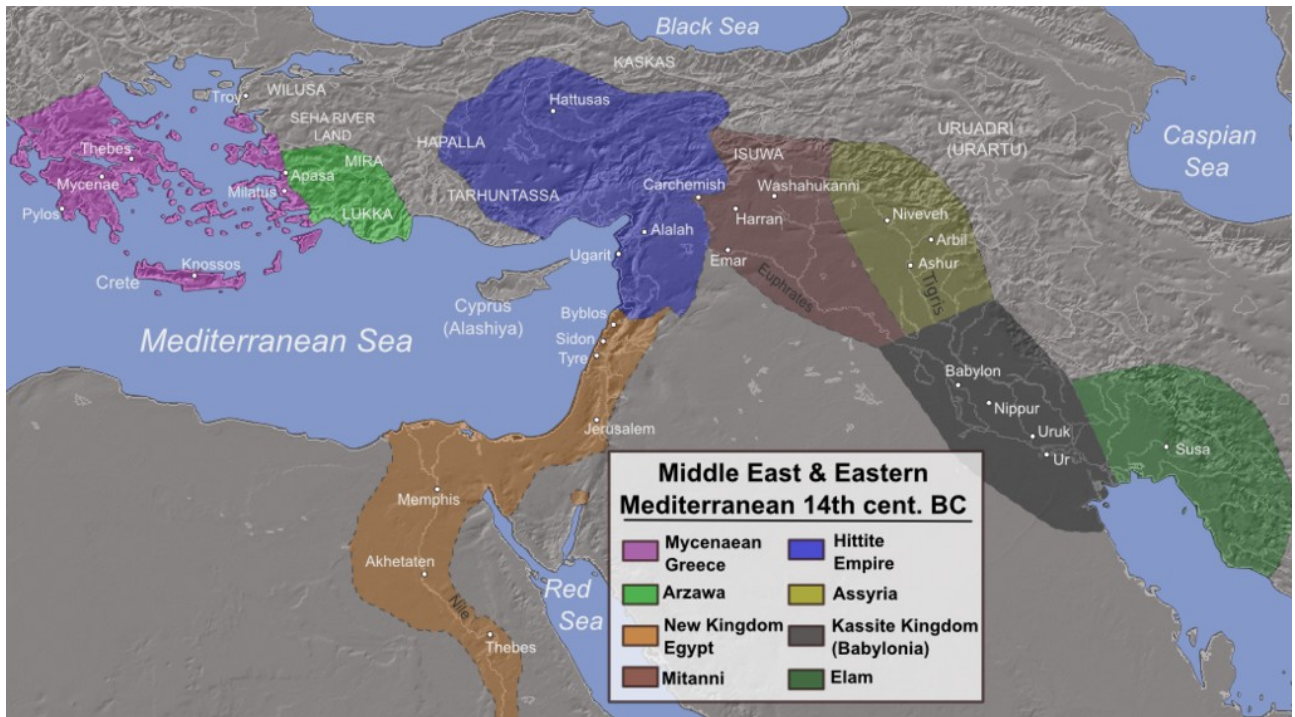 Black Sea
KASKAS
WILUSA
Troy
Hattusas
SEHA RIVER
LAND
HAPALLA
URUADRI
(URARTU)
Caspian
Sea
Thebes
MIRA
ISUWA
Mycenae
Apasa
Carchemish
Washahukanni
Milatus
TARHUNTASSA
Pylos
LUKKA
Harran
Niveveh
Alalah
Arbil
Ugarit
Emar
Ashur
Knossos
Crete
Euphrates
Tigris
Cyprus
(Alashiya)
Byblos
Mediterranean Sea
Sidon
Tyre
Babylon
Nippur
Jerusalem
Uruk
Ur
Susa
Memphis
Akhetaten
Nile
Red
Sea
Thebes
Middle East & Eastern
Mediterranean 14th cent. BC
Mycenaean
Greece
Hittite
Empire
Arzawa
Assyria
New Kingdom
Egypt
Kassite Kingdom
(Babylonia)
Mitanni
Elam